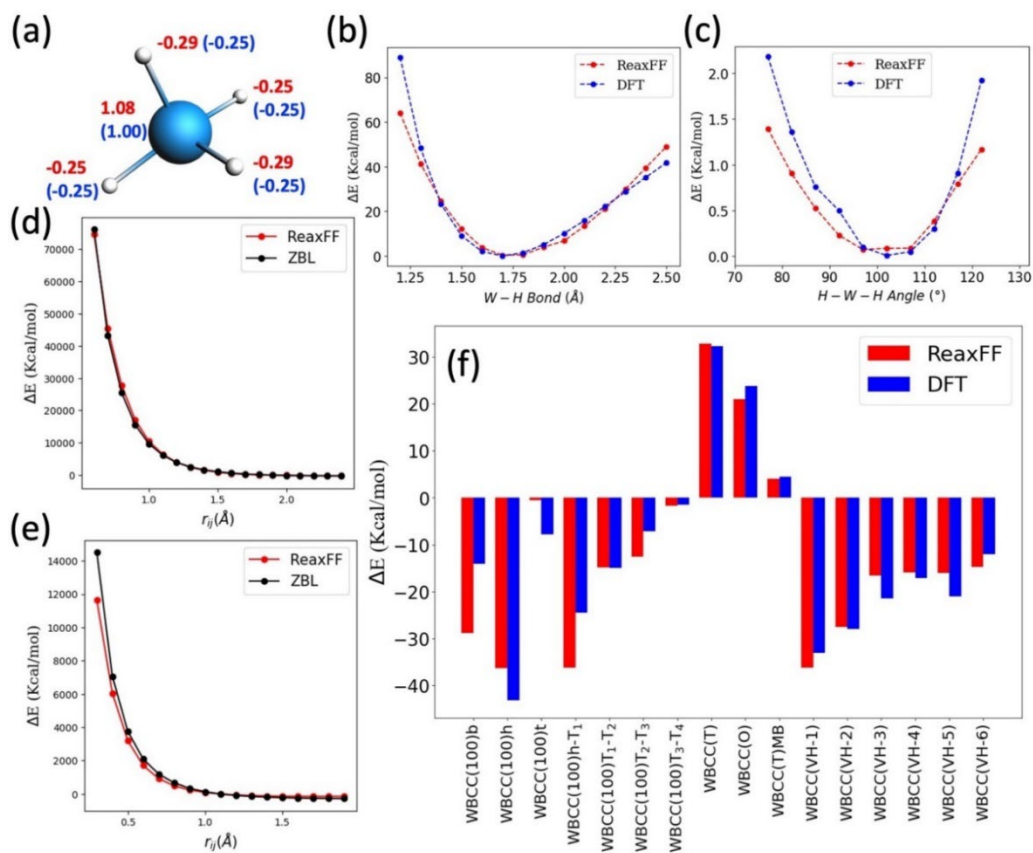 (a)
-0.29 (-0.25)
-0.25
(-0.25)
1.08
(1.00)
-0.25
(-0.25)
-0.29
(-0.25)
(b)
ReaxFF
DFT
ΔE (Kcal/mol)
80
60
40
20
0
1.25 1.50 1.75 2.00 2.25 2.50
W − H Bond (Å)
(c)
ReaxFF
DFT
ΔE (Kcal/mol)
2.0
1.5
1.0
0.5
0.0
70 80 90 100 110 120 130
H − W − H Angle (°)
(d)
ReaxFF
ZBL
ΔE (Kcal/mol)
70000
60000
50000
40000
30000
20000
10000
0
1.0 1.5 2.0
rij(Å)
(e)
ReaxFF
ZBL
ΔE (Kcal/mol)
14000
12000
10000
8000
6000
4000
2000
0
0.5 1.0 1.5
rij(Å)
(f)
ReaxFF
DFT
ΔE (Kcal/mol)
30
20
10
0
−10
−20
−30
−40
WBCC(100)b
WBCC(100)h
WBCC(100)t
WBCC(100)h-T1
WBCC(100)T1-T2
WBCC(100)T2-T3
WBCC(100)T3-T4
WBCC(T)
WBCC(O)
WBCC(T)MB
WBCC(VH-1)
WBCC(VH-2)
WBCC(VH-3)
WBCC(VH-4)
WBCC(VH-5)
WBCC(VH-6)